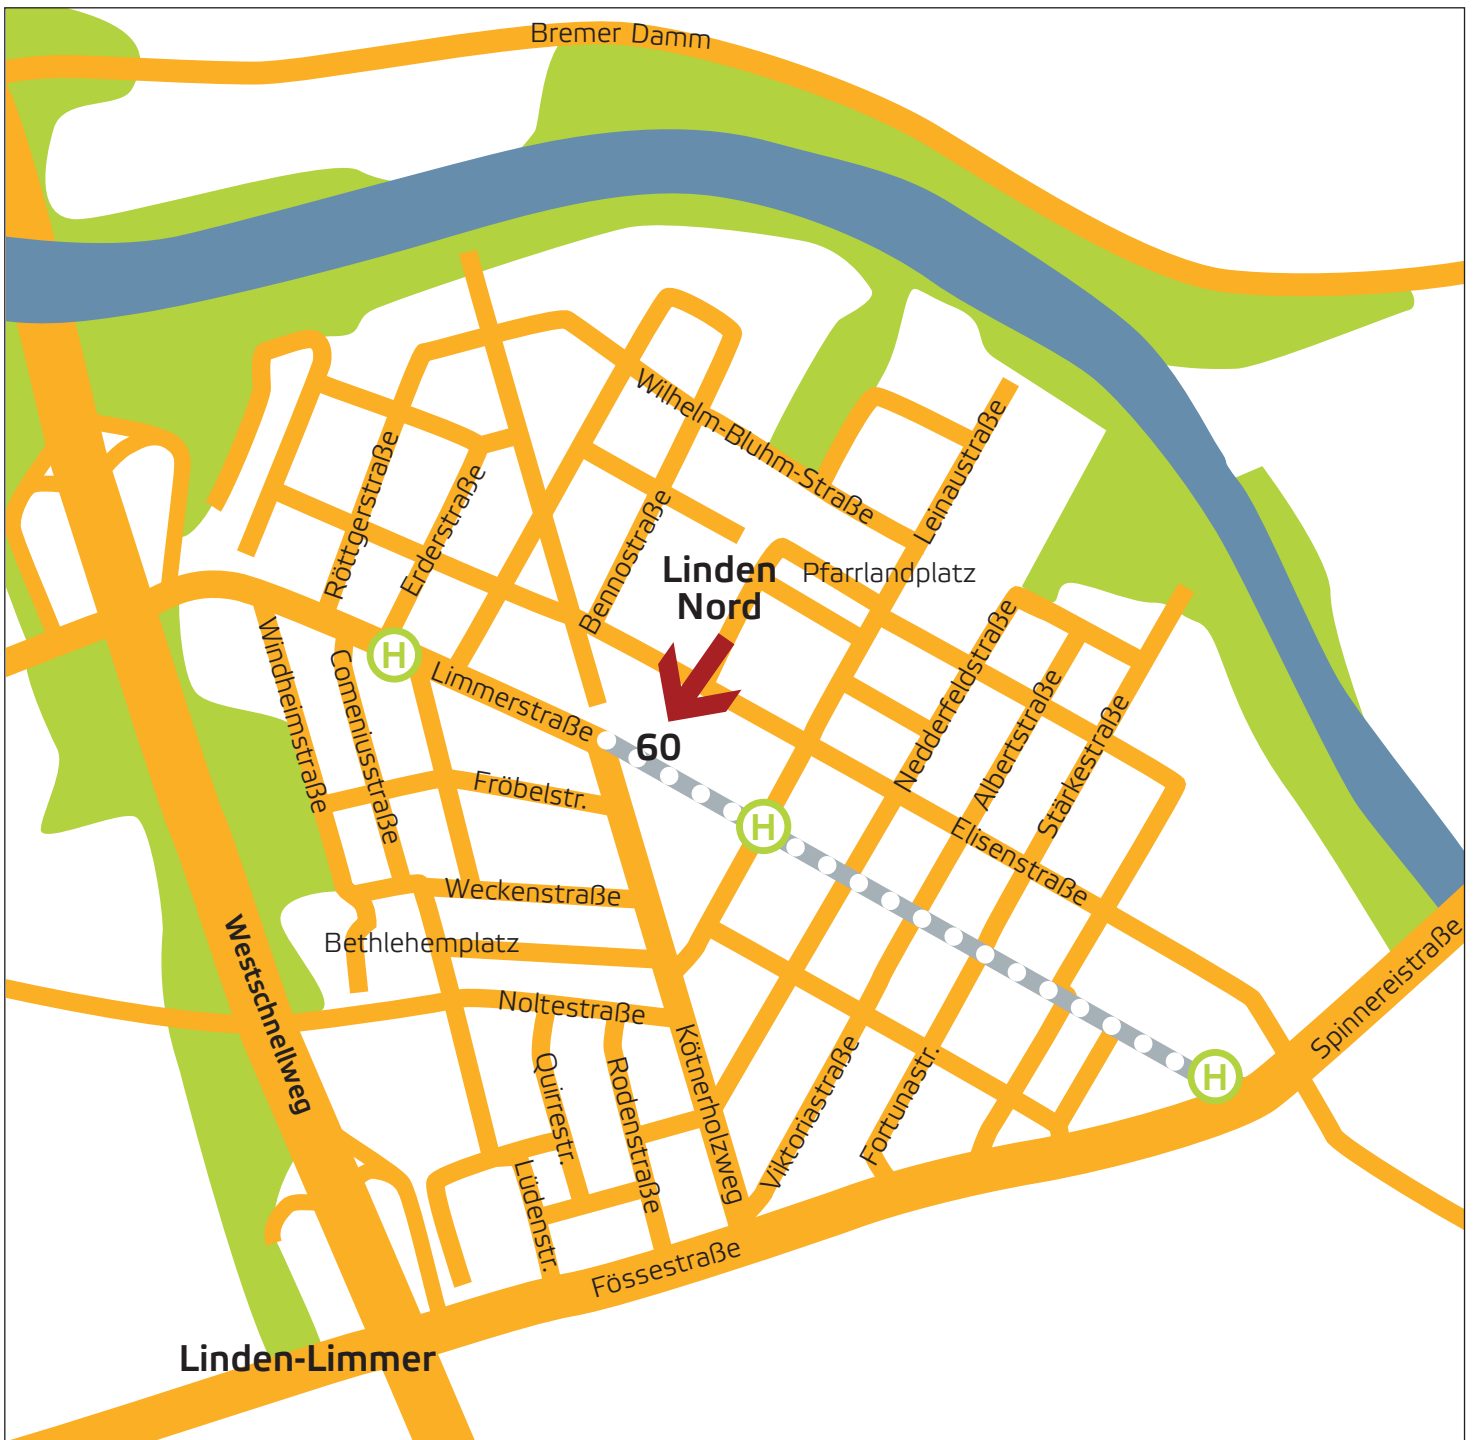 Bremer Damm
Wilhelm-Bluhm-Straße
Leinaustraße
Röttgerstraße
Erderstraße
Bennostraße
Linden
Nord
Pfarrlandplatz
Windheimstraße
Comeniusstraße
H
Limmerstraße
60
Nedderfeldstraße
Albertstraße
Stärkestraße
Fröbelstr.
H
Elisenstraße
Weckenstraße
Bethlehemplatz
Westschnellweg
Noltestraße
Spinnereistraße
Kötnerholzweg
Quirrestr.
Rodenstraße
Viktoriastraße
Fortunastr.
H
Lüdenstr.
Fössestraße
Linden-Limmer